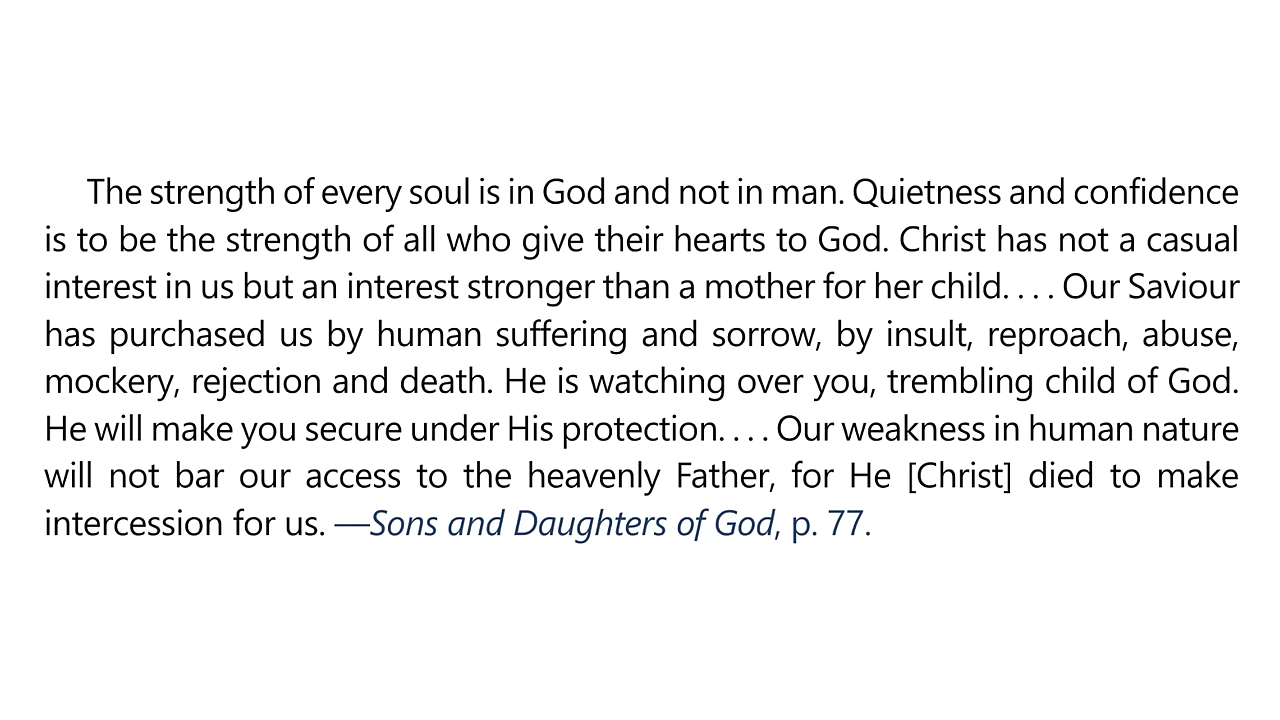 The strength of every soul is in God and not in man. Quietness and confidence
is to be the strength of all who give their hearts to God. Christ has not a casual
interest in us but an interest stronger than a mother for her child. . . . Our Saviour
has purchased us by human suffering and sorrow, by insult, reproach, abuse,
mockery, rejection and death. He is watching over you, trembling child of God.
He will make you secure under His protection. . . . Our weakness in human nature
will not bar our access to the heavenly Father, for He [Christ] died to make
intercession for us. —Sons and Daughters of God, p. 77.